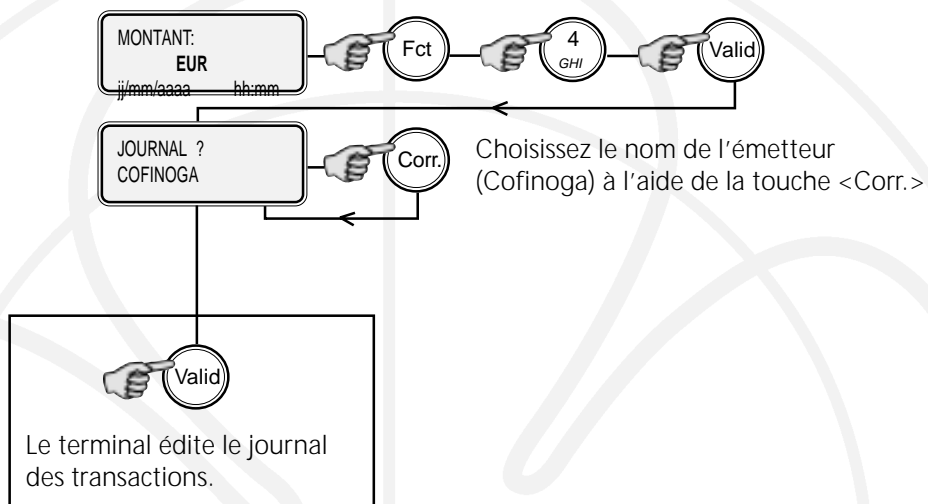 MONTANT:
EUR
jj/mm/aaaa hh:mm
Fct
4
GHI
Valid
JOURNAL ?
COFINOGA
Corr.
Choisissez le nom de l'émetteur
(Cofinoga) à l'aide de la touche <Corr.>
Valid
Le terminal édite le journal
des transactions.